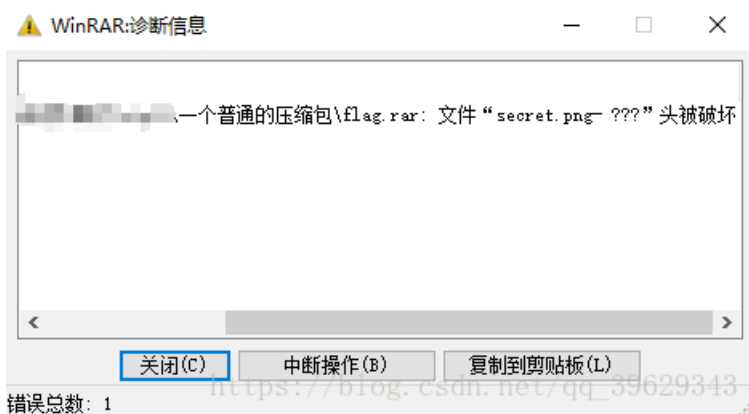 WinRAR:诊断信息
\一个普通的压缩包\flag.rar: 文件“secret.png- ???”头被破坏
关闭(C) 中断操作(B) 复制到剪贴板(L)
https://blog.csdn.net/qq_39629343
错误总数: 1